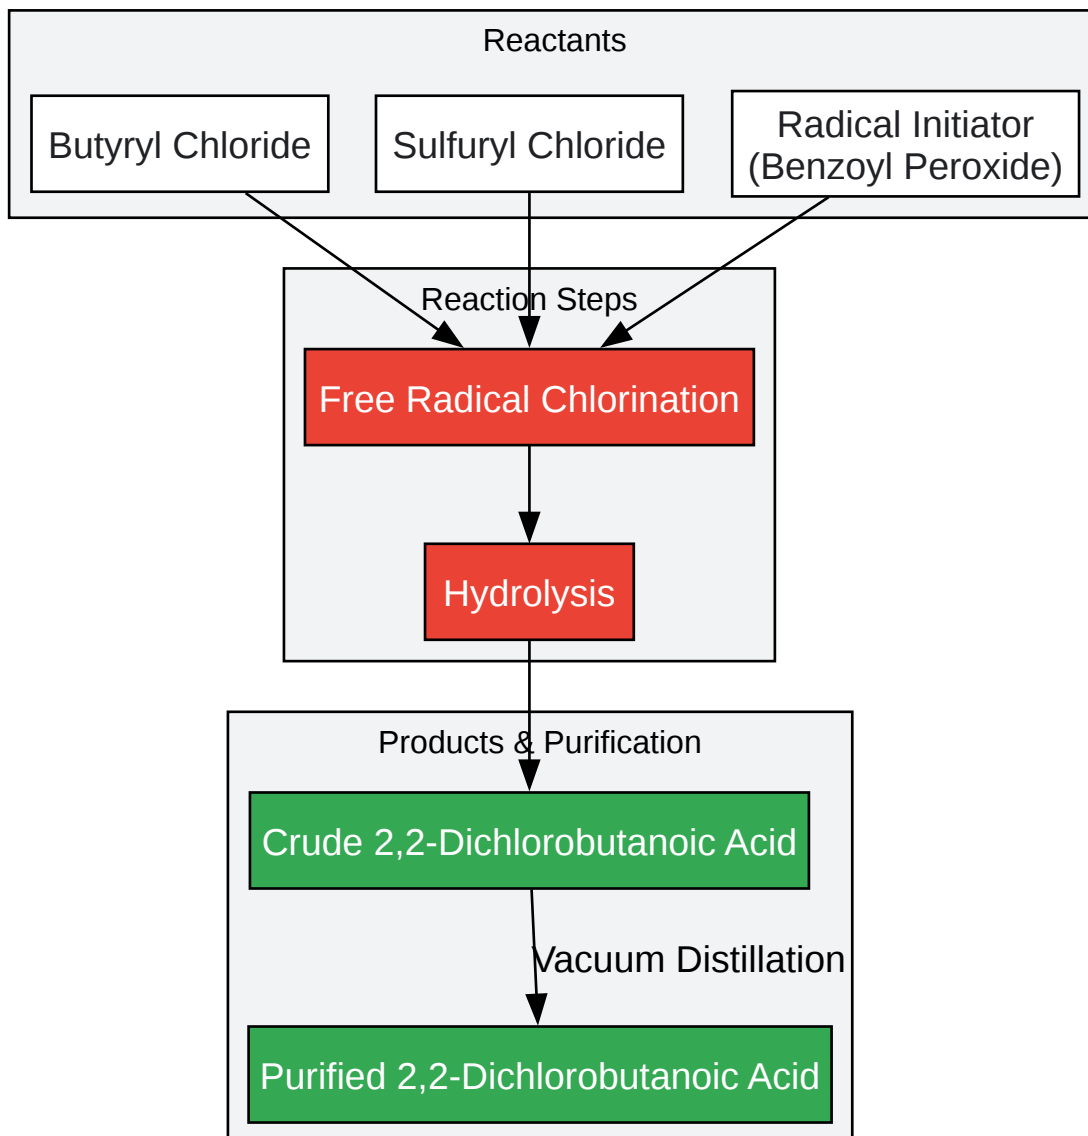 Reactants
Butyryl Chloride
Sulfuryl Chloride
Radical Initiator
(Benzoyl Peroxide)
Reaction Steps
Free Radical Chlorination
Hydrolysis
Products & Purification
Crude 2,2-Dichlorobutanoic Acid
Vacuum Distillation
Purified 2,2-Dichlorobutanoic Acid